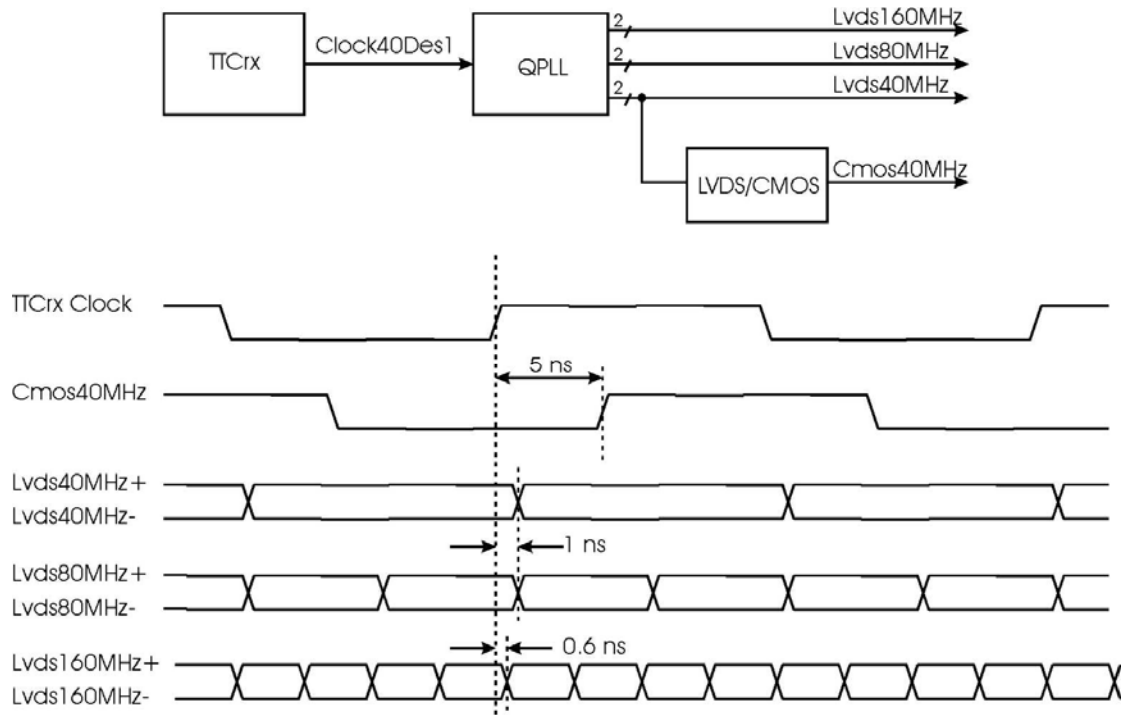 Lvds160MHz
2
TTCrx
Clock40Des1
QPLL
2
Lvds80MHz
2
Lvds40MHz
LVDS/CMOS
Cmos40MHz
TTCrx Clock
5 ns
Cmos40MHz
Lvds40MHz+
Lvds40MHz-
1 ns
Lvds80MHz+
Lvds80MHz-
0.6 ns
Lvds160MHz+
Lvds160MHz-